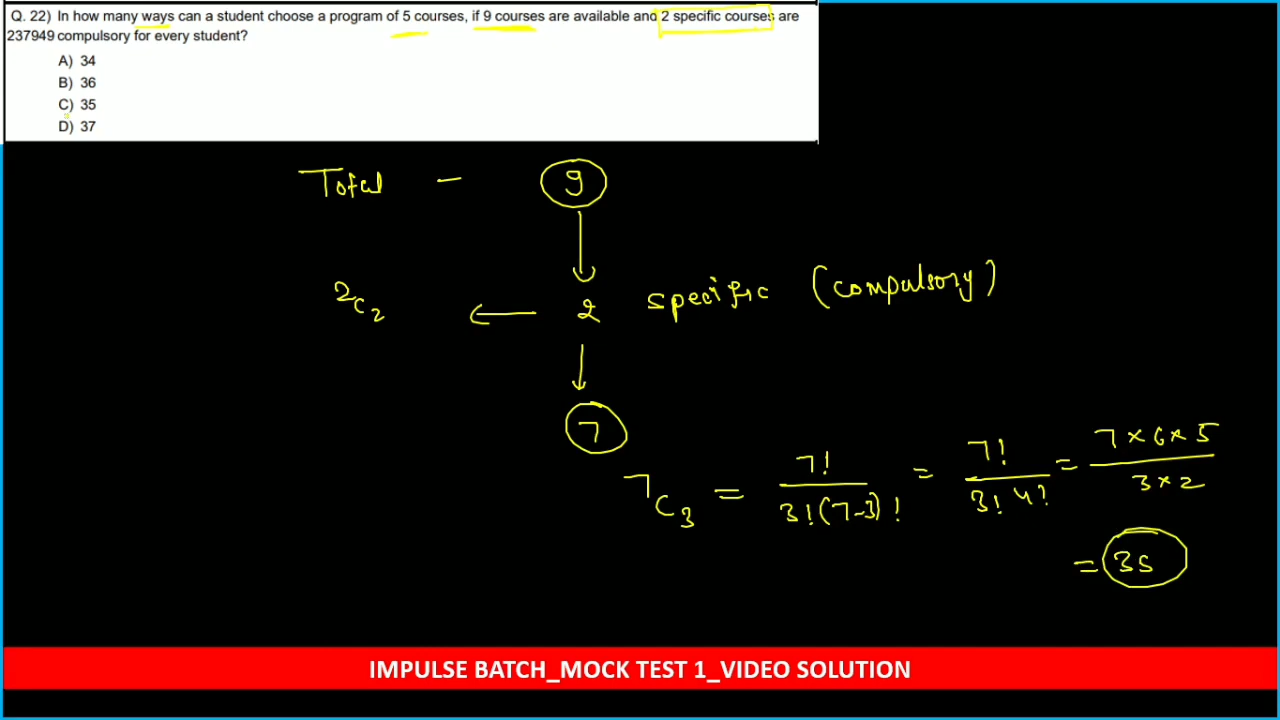 Q. 22) In how many ways can a student choose a program of 5 courses, if 9 courses are available and 2 specific courses are
237949 compulsory for every student?
A) 34
B) 36
C) 35
D) 37
Total - 9
2C2 ← 2 specific (compulsory)
7
7C3 = 7!/3!(7-3)! = 7!/3! 4! = 7×6×5/3×2
= 35
IMPULSE BATCH_MOCK TEST 1_VIDEO SOLUTION